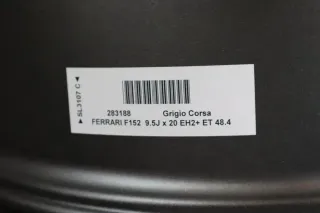 ▲ SL3107 C ▼
283188 Grigio Corsa
FERRARI F152 9.5J x 20 EH2+ ET 48.4